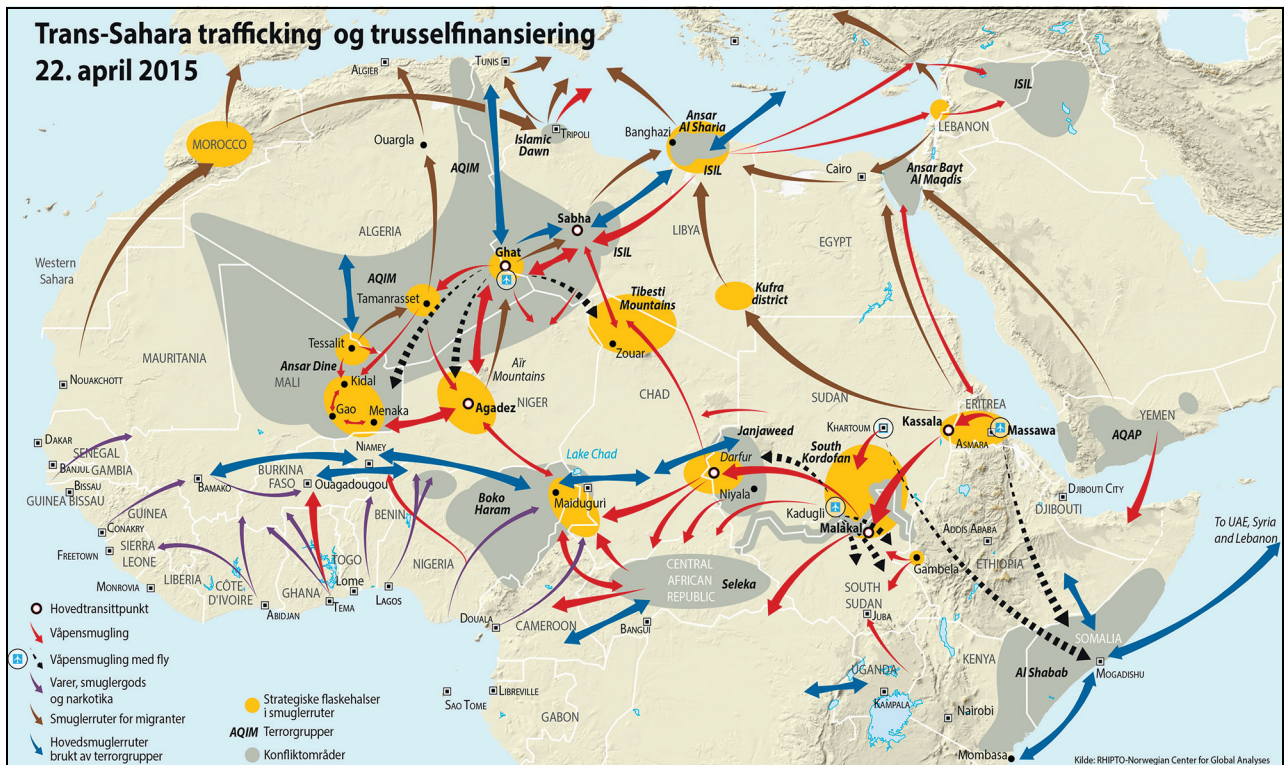 Trans-Sahara trafficking og trusselfinansiering
22. april 2015
ALGIER
TUNIS
ISIL
Ansar
Al Sharia
Banghazi
Islamic
Dawn
TRIPOLI
LEBANON
MOROCCO
Ouargla
ISIL
AQIM
Cairo
Ansar Bayt
Al Maqdis
Sabha
ALGERIA
LIBYA
EGYPT
Ghat
ISIL
Western
Sahara
AQIM
Tamanrasset
Tibesti
Mountains
Kufra
district
Tessalit
Zouar
MAURITANIA
Ansar Dine
Aïr
Mountains
NOUAKCHOTT
MALI
Kidal
CHAD
SUDAN
Gao
Menaka
Agadez
NIGER
ERITREA
YEMEN
KHARTOUM
Kassala
Massawa
ASMARA
AQAP
DAKAR
SENEGAL
BANJUL
GAMBIA
NIAMEY
Lake Chad
Janjaweed
Darfur
South
Kordofan
BISSAU
GUINEA BISSAU
BAMAKO
BURKINA
FASO
OUAGADOUGOU
Boko
Haram
Maiduguri
Niyala
Kadugli
DJIBOUTI CITY
DJIBOUTI
GUINEA
BENIN
Malakal
ADDIS ABABA
CONAKRY
To UAE, Syria
and Lebanon
FREETOWN
SIERRA
LEONE
TOGO
NIGERIA
CENTRAL
AFRICAN
REPUBLIC
Seleka
Gambela
ETHIOPIA
MONROVIA
LIBERIA
CÔTE
D'IVOIRE
GHANA
LOME
TEMA
LAGOS
ABIDJAN
SOUTH
SUDAN
JUBA
DOUALA
CAMEROON
BANGUI
SOMALIA
UGANDA
KENYA
Al Shabab
MOGADISHU
SAO TOME
LIBREVILLE
KAMPALA
GABON
Nairobi
Mombasa
Hovedtransittpunkt
Våpensmugling
Våpensmugling med fly
Varer, smuglergods
og narkotika
Smuglerruter for migranter
Hovedsmuglerruter
brukt av terrorgrupper
Strategiske flaskehalser
i smuglerruter
AQIM Terrorgrupper
Konfliktområder
Kilde: RHIPTO-Norwegian Center for Global Analyses